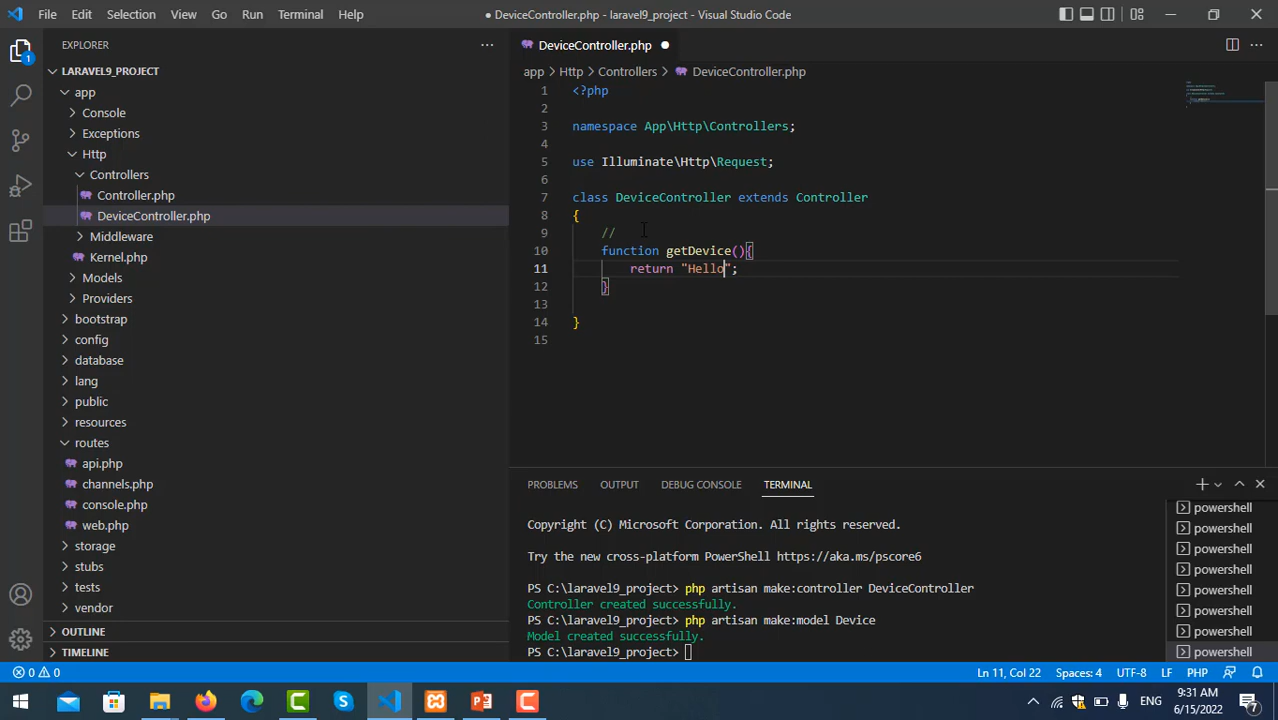 File Edit Selection View Go Run Terminal Help
● DeviceController.php - laravel9_project - Visual Studio Code
EXPLORER
LARAVEL9_PROJECT
app
Console
Exceptions
Http
Controllers
Controller.php
DeviceController.php
Middleware
Kernel.php
Models
Providers
bootstrap
config
database
lang
public
resources
routes
api.php
channels.php
console.php
web.php
storage
stubs
tests
vendor
OUTLINE
TIMELINE
1
DeviceController.php
app > Http > Controllers > DeviceController.php
1 <?php
2
3 namespace App\Http\Controllers;
4
5 use Illuminate\Http\Request;
6
7 class DeviceController extends Controller
8 {
9 //
10 function getDevice(){
11 return "Hello";
12 }
13
14 }
15
PROBLEMS OUTPUT DEBUG CONSOLE TERMINAL
Copyright (C) Microsoft Corporation. All rights reserved.
Try the new cross-platform PowerShell https://aka.ms/pscore6
PS C:\laravel9_project> php artisan make:controller DeviceController
Controller created successfully.
PS C:\laravel9_project> php artisan make:model Device
Model created successfully.
PS C:\laravel9_project>
powershell
powershell
powershell
powershell
powershell
powershell
powershell
powershell
0 0
Ln 11, Col 22 Spaces: 4 UTF-8 LF PHP
ENG
9:31 AM
6/15/2022
7